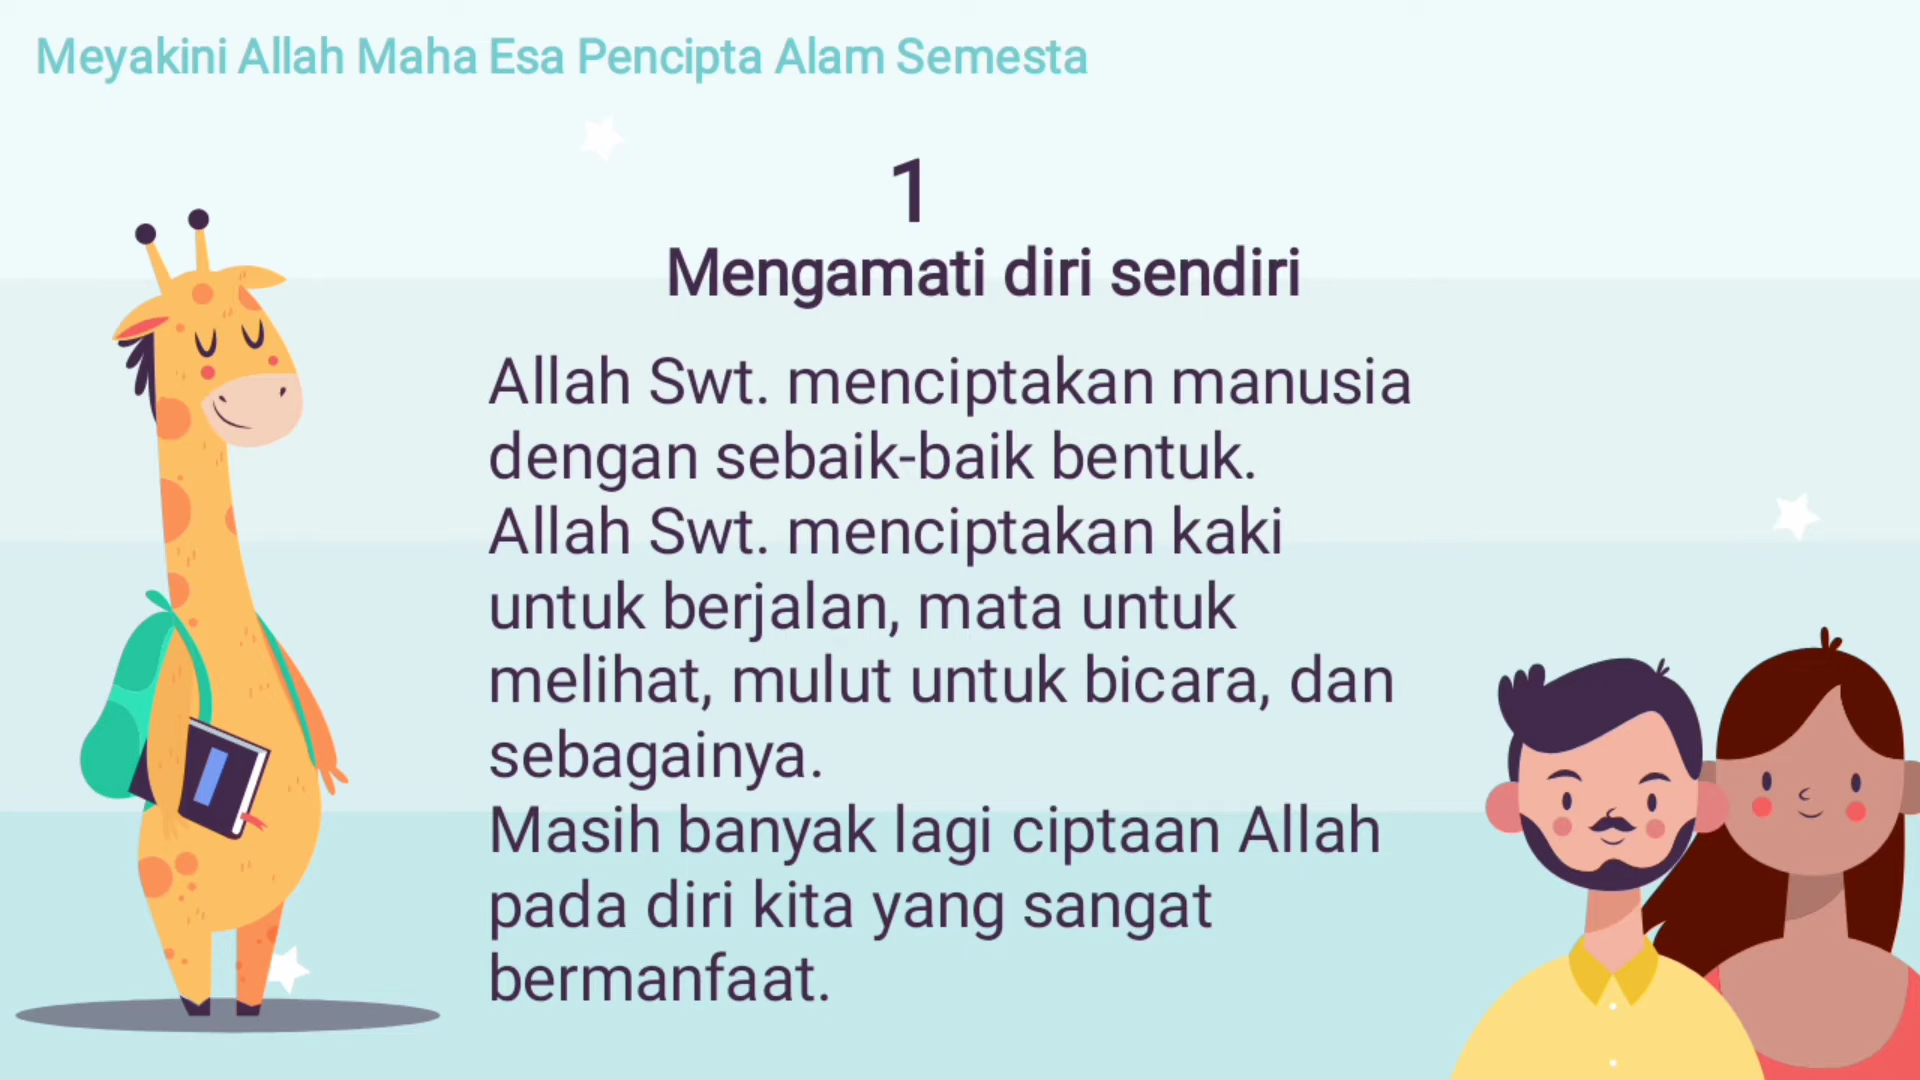 Meyakini Allah Maha Esa Pencipta Alam Semesta
1
Mengamati diri sendiri
Allah Swt. menciptakan manusia
dengan sebaik-baik bentuk.
Allah Swt. menciptakan kaki
untuk berjalan, mata untuk
melihat, mulut untuk bicara, dan
sebagainya.
Masih banyak lagi ciptaan Allah
pada diri kita yang sangat
bermanfaat.